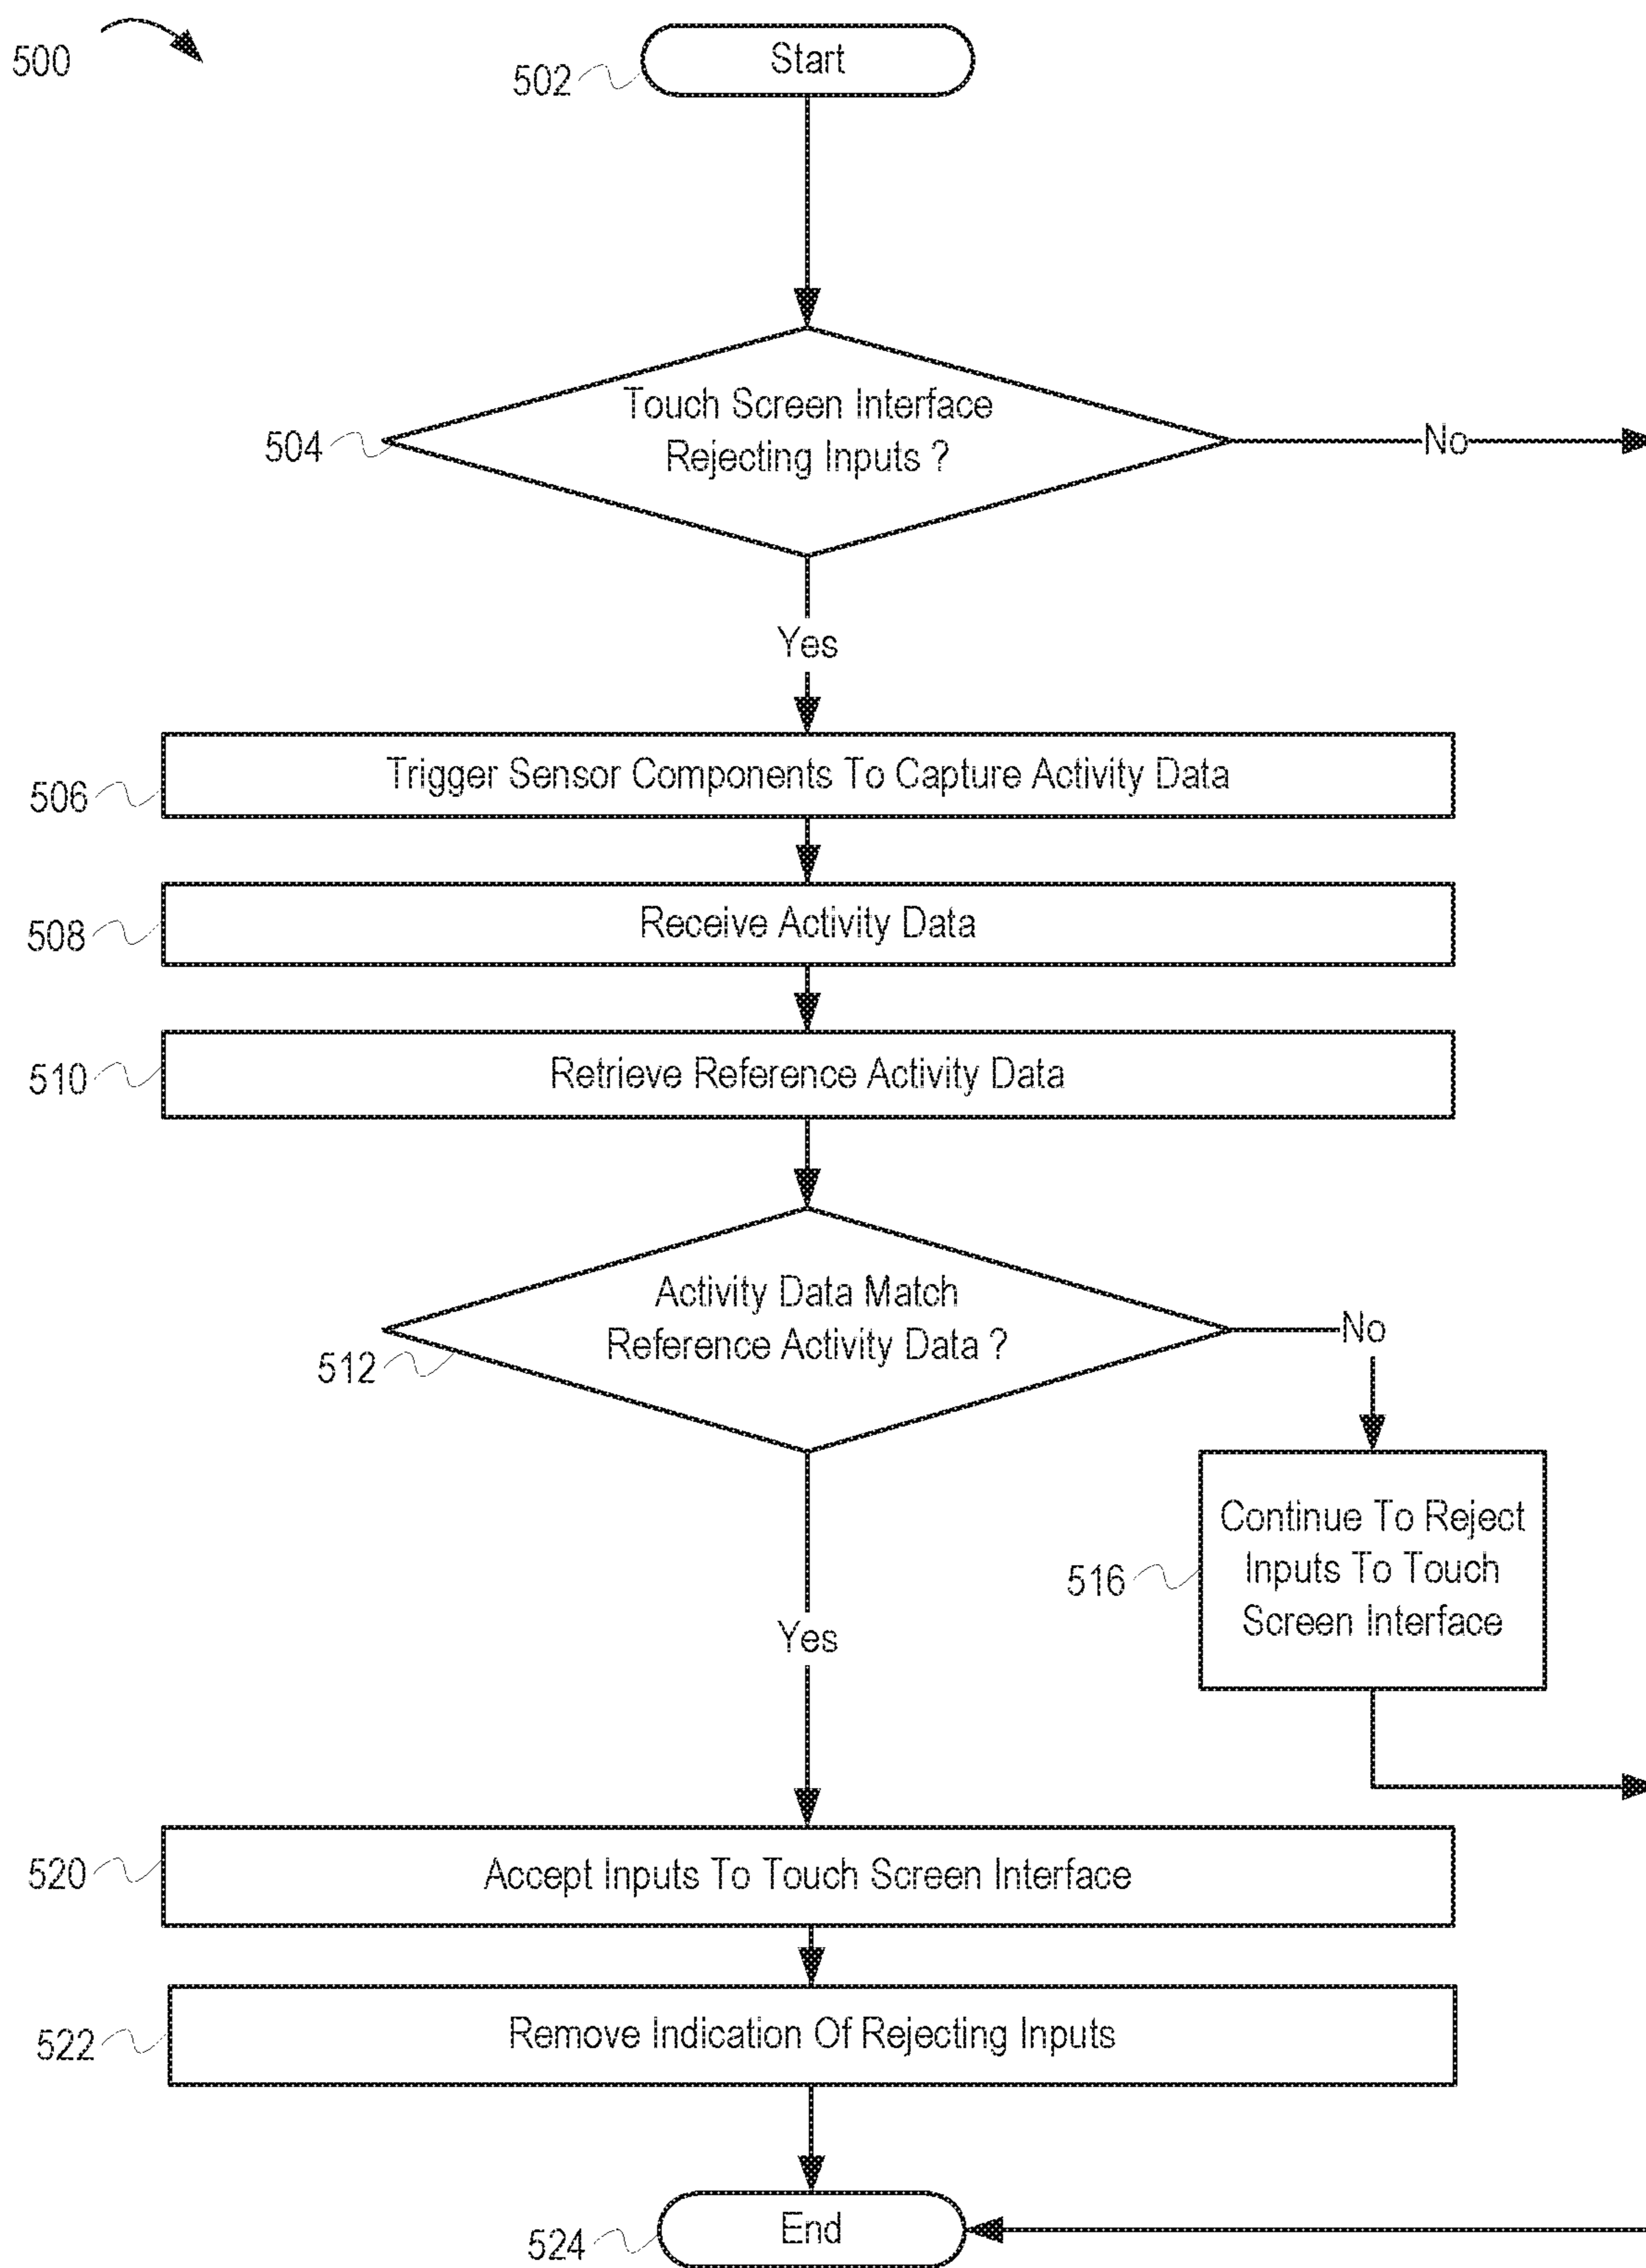 500
502
Start
504
Touch Screen Interface
Rejecting Inputs ?
No
Yes
506
Trigger Sensor Components To Capture Activity Data
508
Receive Activity Data
510
Retrieve Reference Activity Data
512
Activity Data Match
Reference Activity Data ?
No
516
Continue To Reject
Inputs To Touch
Screen Interface
Yes
520
Accept Inputs To Touch Screen Interface
522
Remove Indication Of Rejecting Inputs
524
End